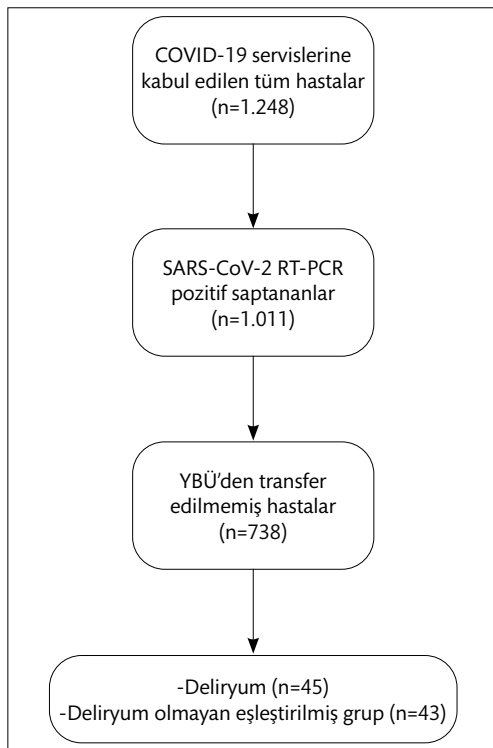 COVID-19 servislerine
kabul edilen tüm hastalar
(n=1.248)
SARS-CoV-2 RT-PCR
pozitif saptananlar
(n=1.011)
YBÜ’den transfer
edilmemiş hastalar
(n=738)
-Deliryum (n=45)
-Deliryum olmayan eşleştirilmiş grup (n=43)